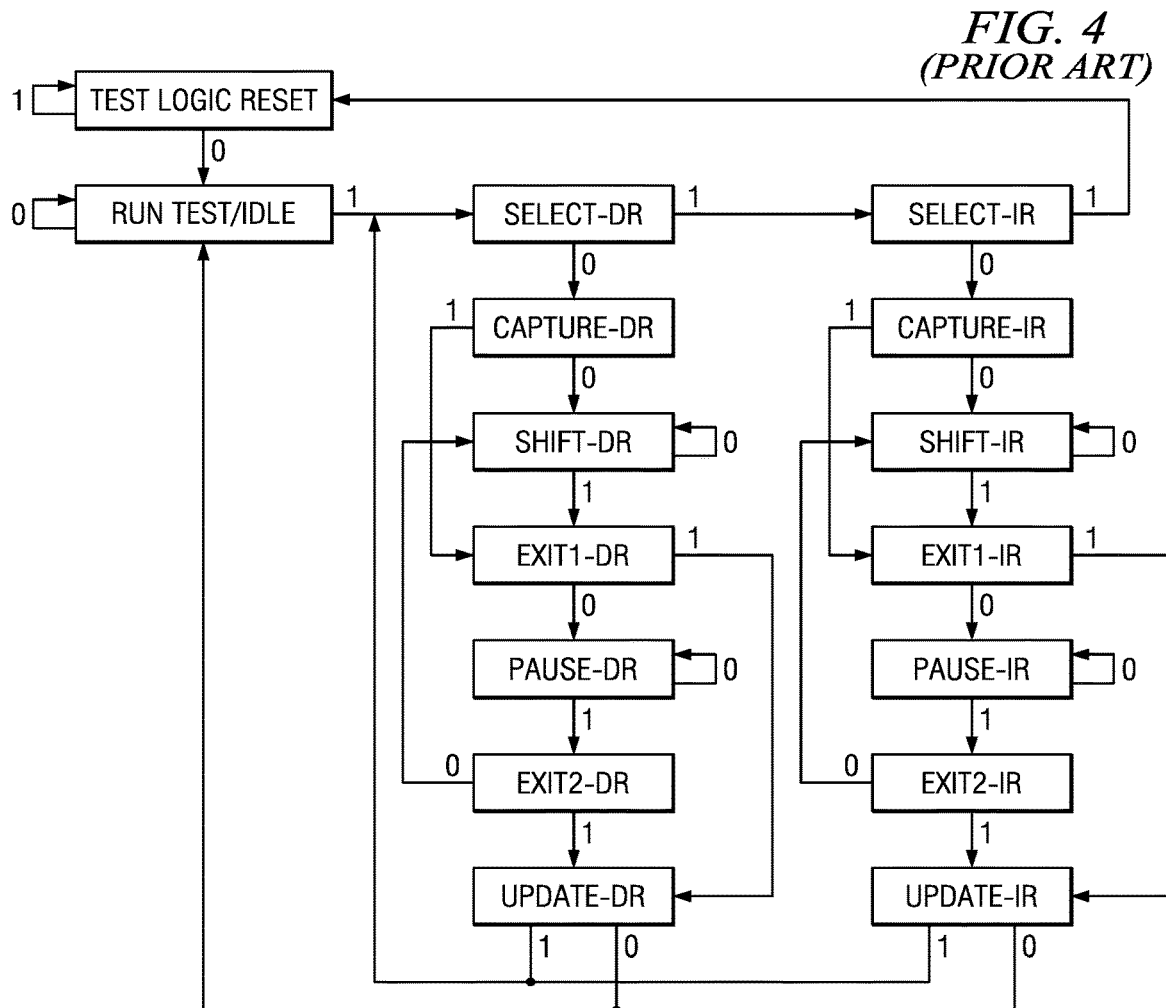 FIG. 4
(PRIOR ART)
1 TEST LOGIC RESET
0
0 RUN TEST/IDLE 1 SELECT-DR 1 SELECT-IR 1
0 0
1 CAPTURE-DR 1 CAPTURE-IR
0 0
SHIFT-DR 0 SHIFT-IR 0
1 1
EXIT1-DR 1 EXIT1-IR 1
0 0
PAUSE-DR 0 PAUSE-IR 0
1 1
0 EXIT2-DR 0 EXIT2-IR
1 1
UPDATE-DR UPDATE-IR
1 0 1 0